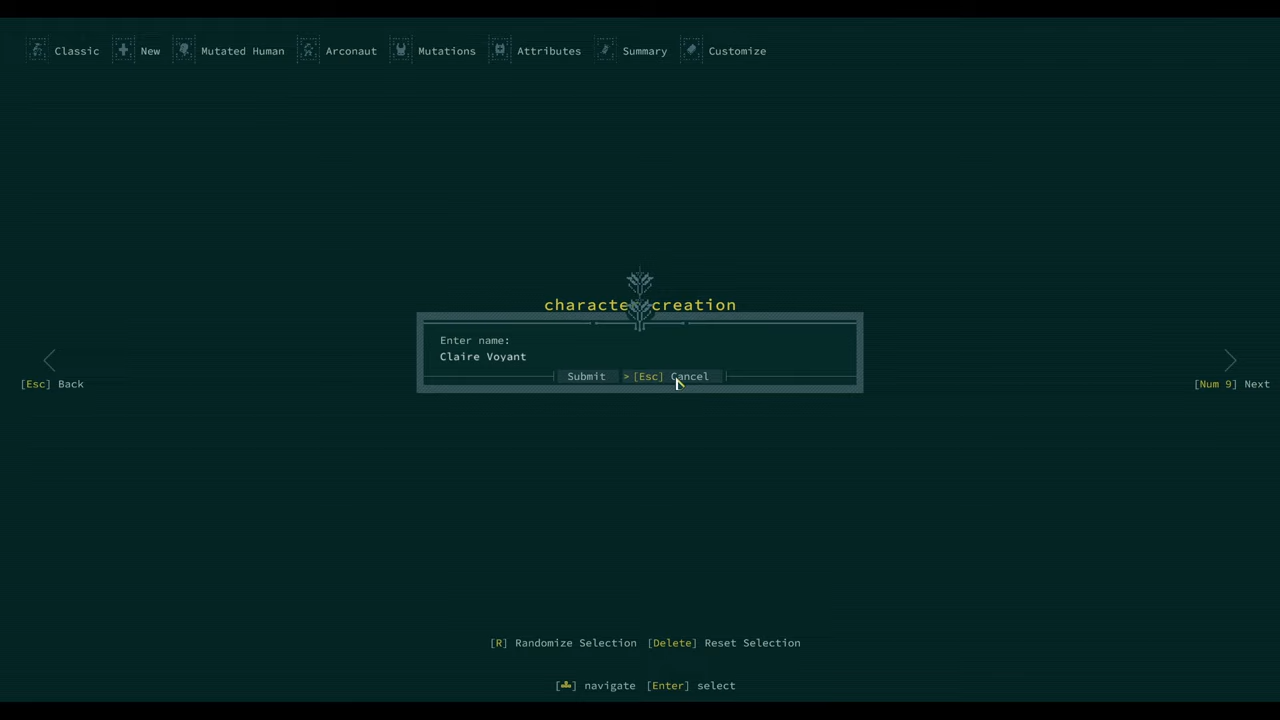 Classic New Mutated Human Arconaut Mutations Attributes Summary Customize
character creation
Enter name:
Claire Voyant
Submit > [Esc] Cancel
[Esc] Back
[Num 9] Next
[R] Randomize Selection [Delete] Reset Selection
navigate [Enter] select